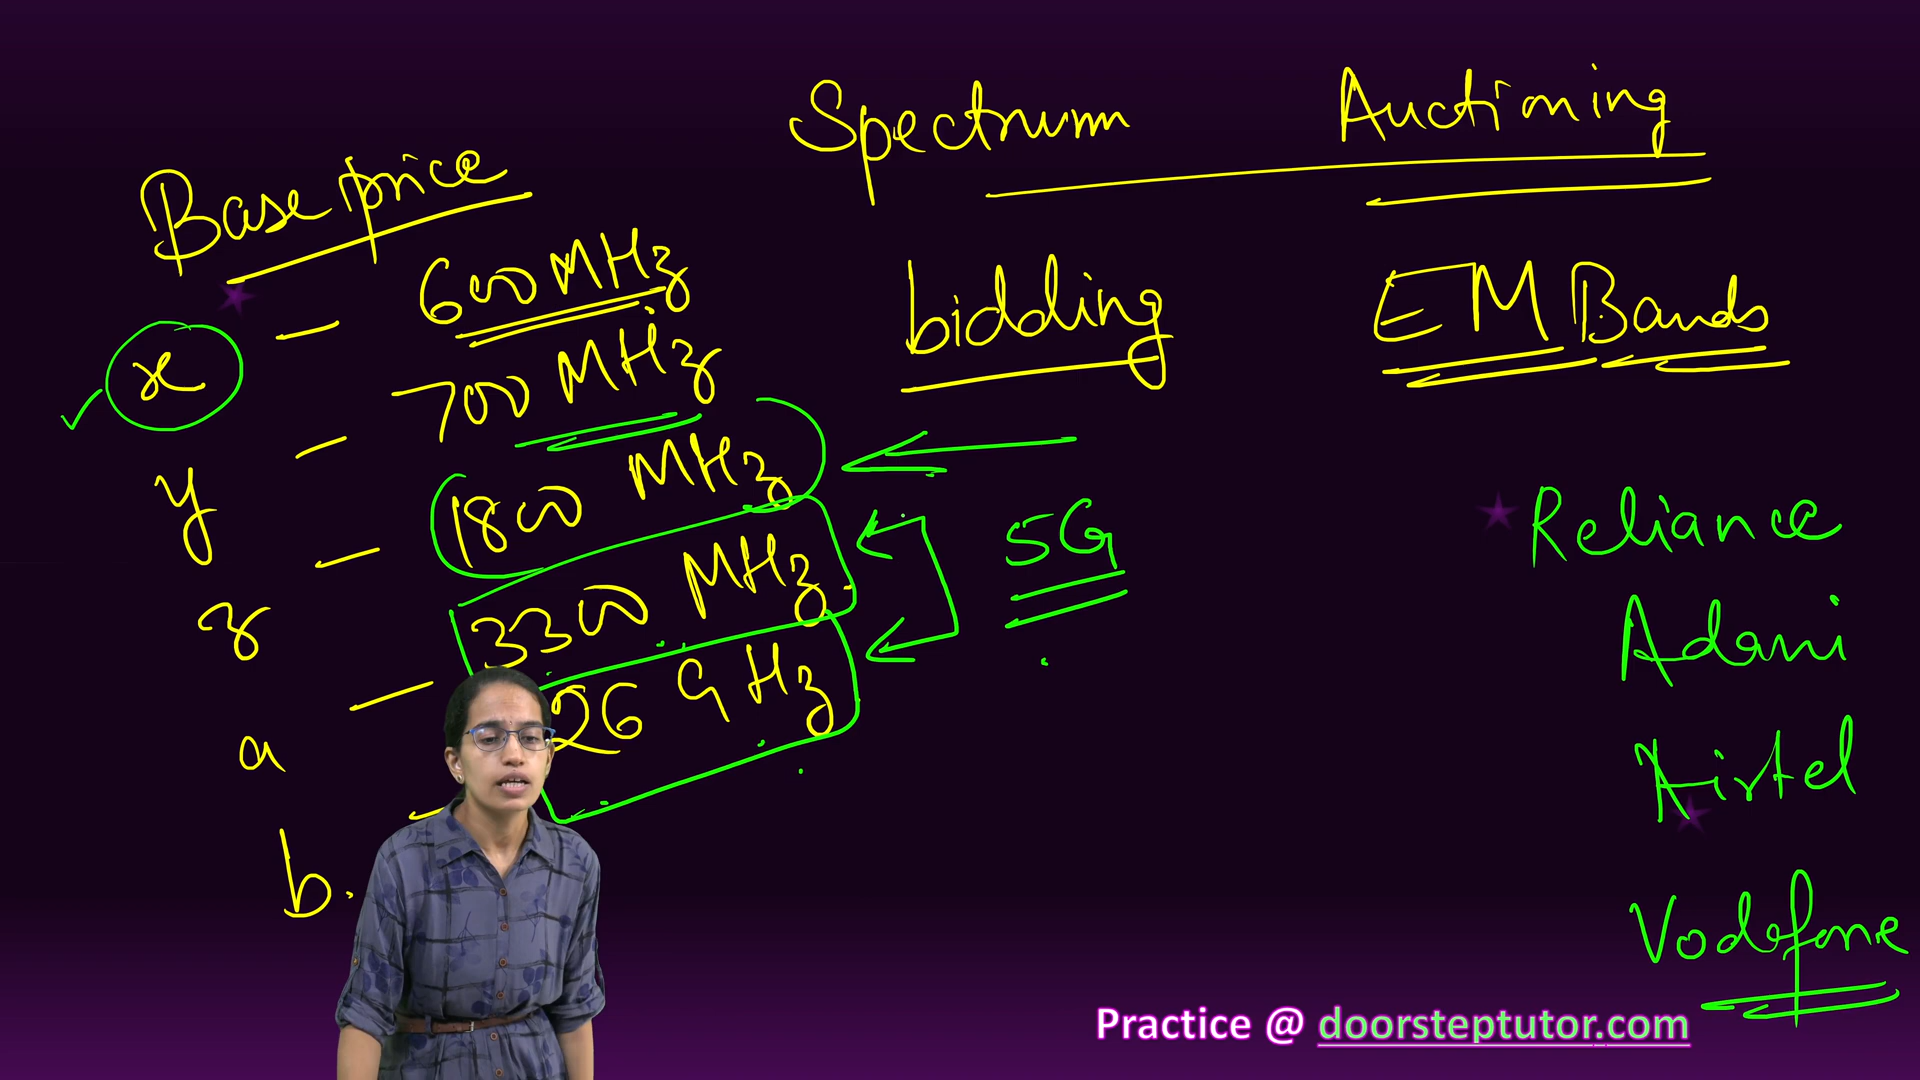 Spectrum Auctioning
Base price
x - 600 MHz
bidding
EM Bands
y - 700 MHz
z - 1800 MHz
5G
a - 3300 MHz
b. - 26 GHz
Reliance
Adani
Airtel
Vodafone
Practice @ doorsteptutor.com